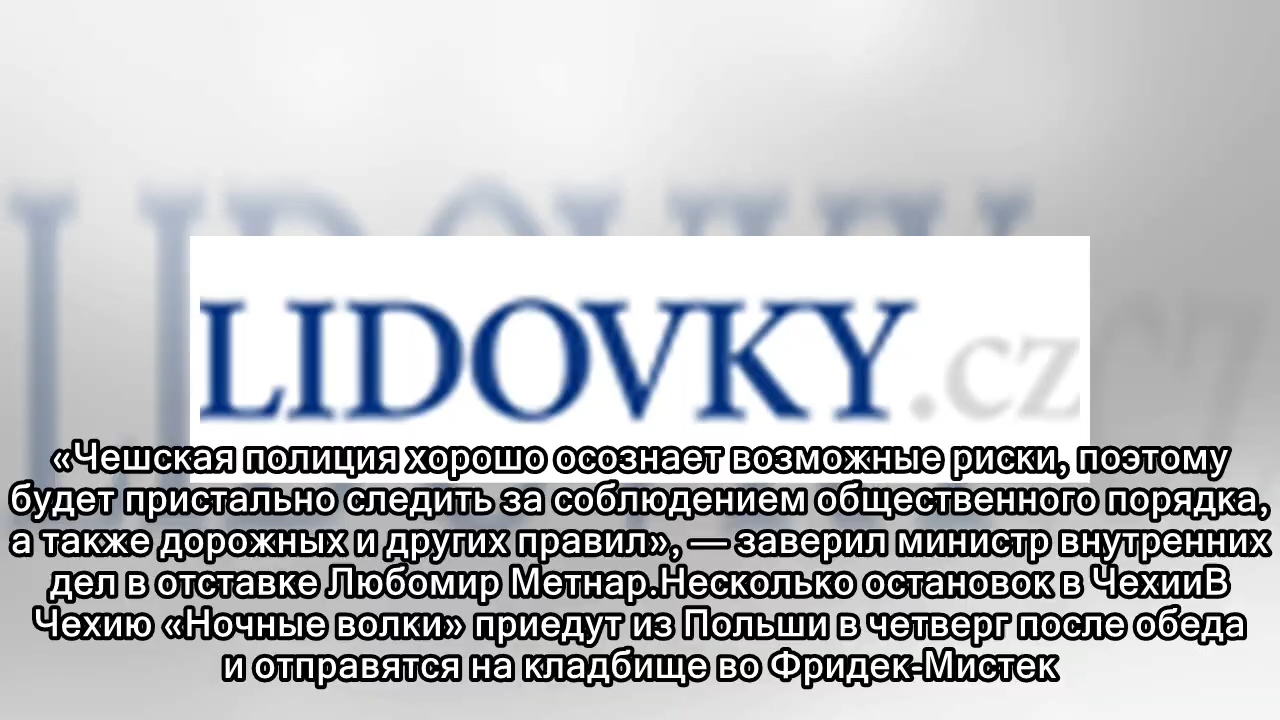 LIDOVKY.cz
«Чешская полиция хорошо осознает возможные риски, поэтому
будет пристально следить за соблюдением общественного порядка,
а также дорожных и других правил», — заверил министр внутренних
дел в отставке Любомир Метнар.Несколько остановок в ЧехииВ
Чехию «Ночные волки» приедут из Польши в четверг после обеда
и отправятся на кладбище во Фридек-Мистек